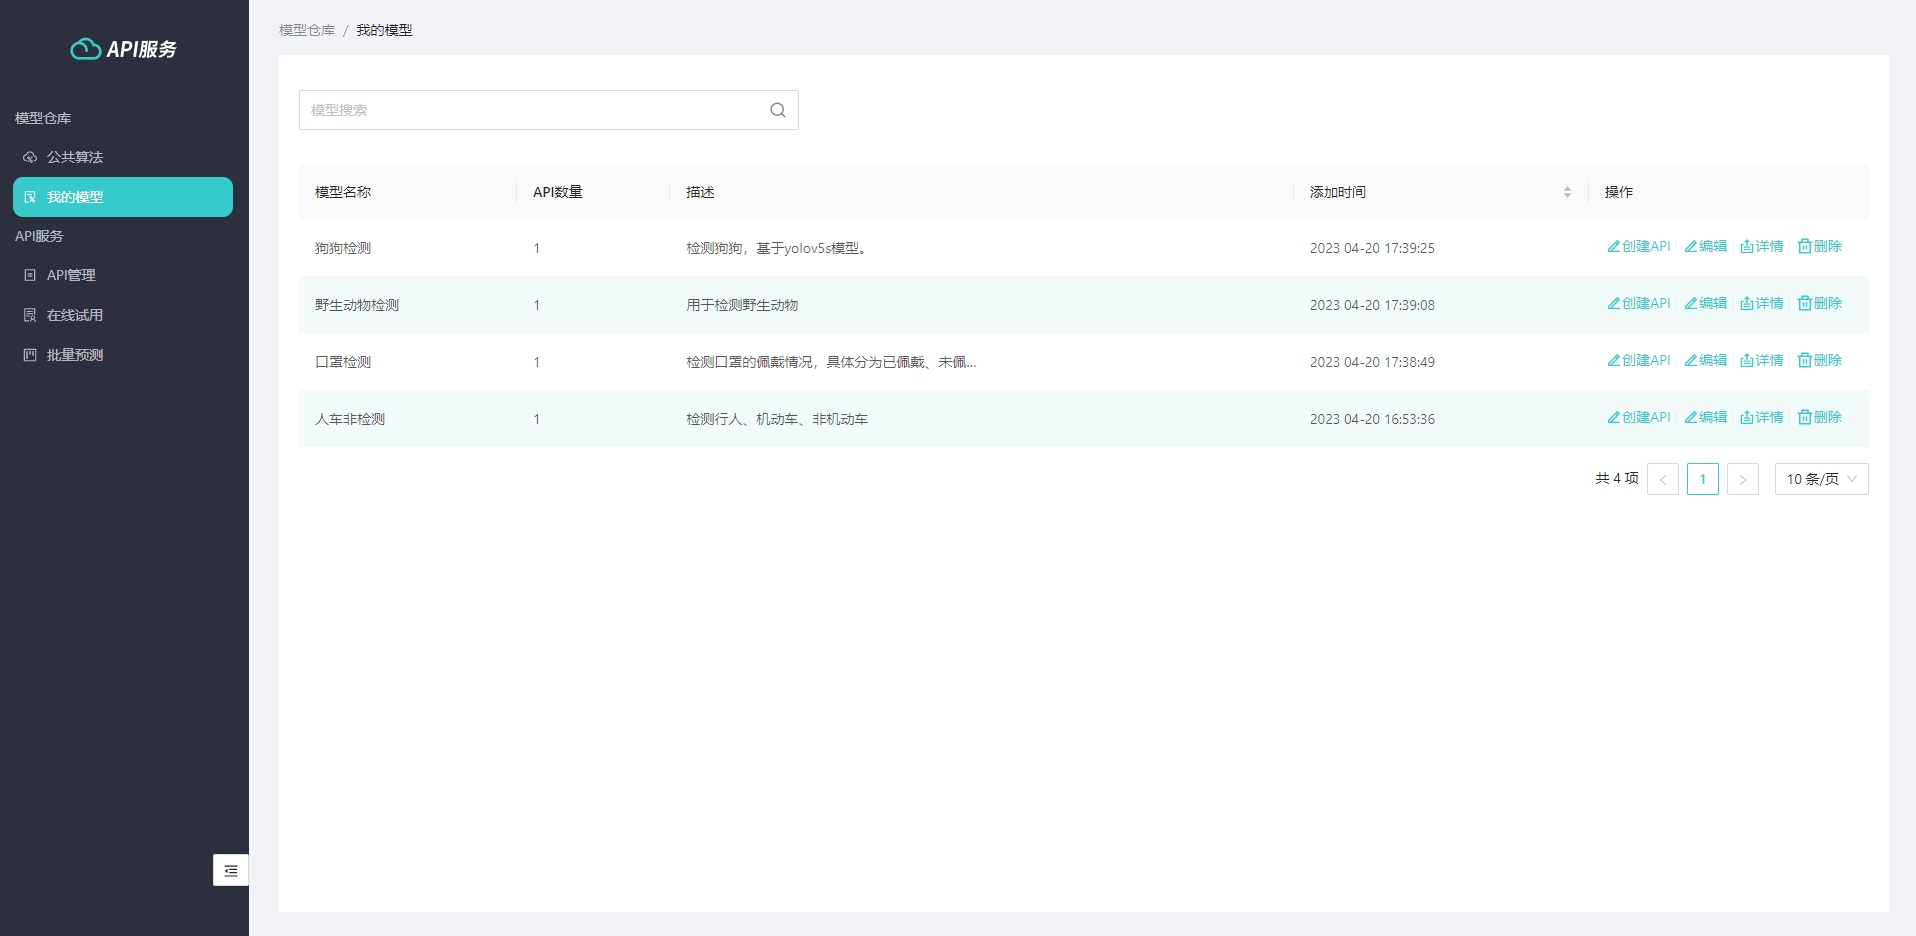 API服务
模型仓库
公共算法
我的模型
API服务
API管理
在线试用
批量预测
模型仓库 / 我的模型
模型搜索
模型名称 API数量 描述 添加时间 操作
狗狗检测 1 检测狗狗，基于yolov5s模型。 2023 04-20 17:39:25 创建API 编辑 详情 删除
野生动物检测 1 用于检测野生动物 2023 04-20 17:39:08 创建API 编辑 详情 删除
口罩检测 1 检测口罩的佩戴情况，具体分为已佩戴、未佩... 2023 04-20 17:38:49 创建API 编辑 详情 删除
人车非检测 1 检测行人、机动车、非机动车 2023 04-20 16:53:36 创建API 编辑 详情 删除
共 4 项 < 1 > 10 条/页